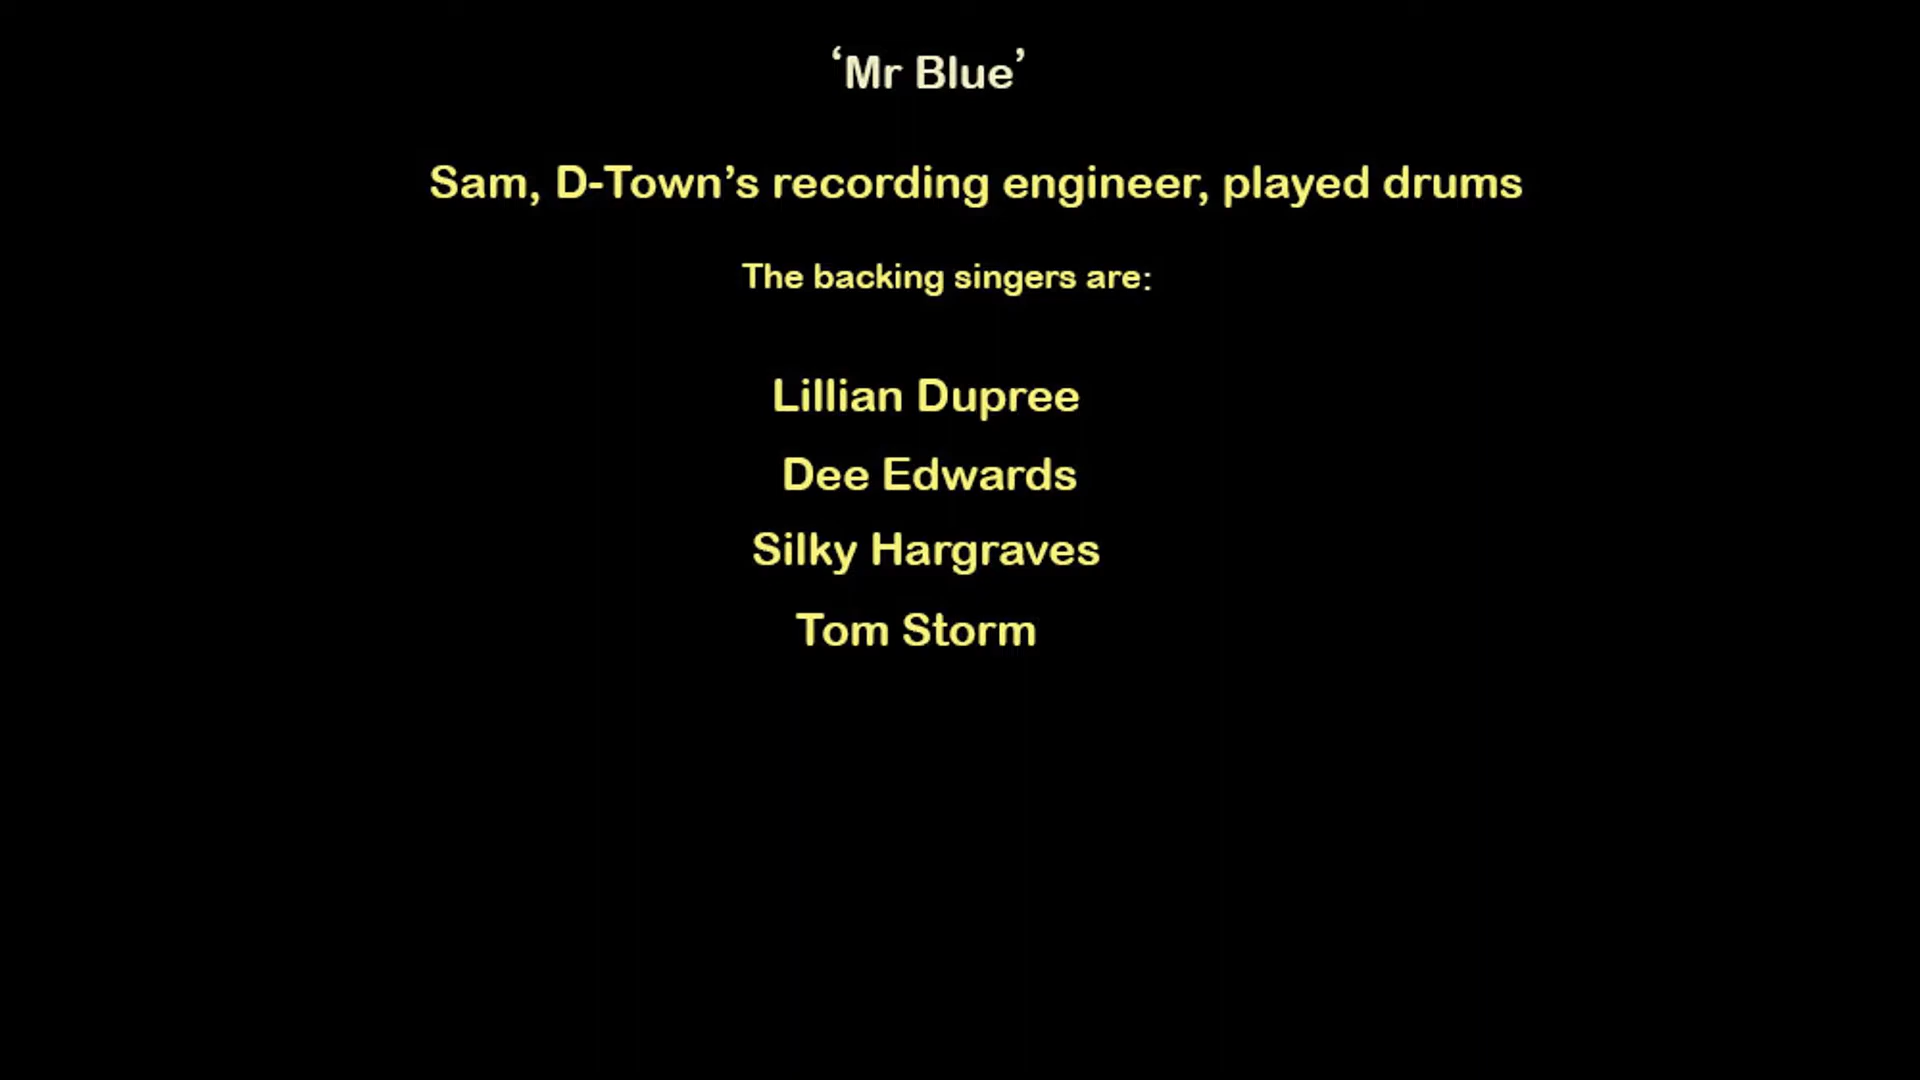 ‘Mr Blue’
Sam, D-Town’s recording engineer, played drums
The backing singers are:
Lillian Dupree
Dee Edwards
Silky Hargraves
Tom Storm